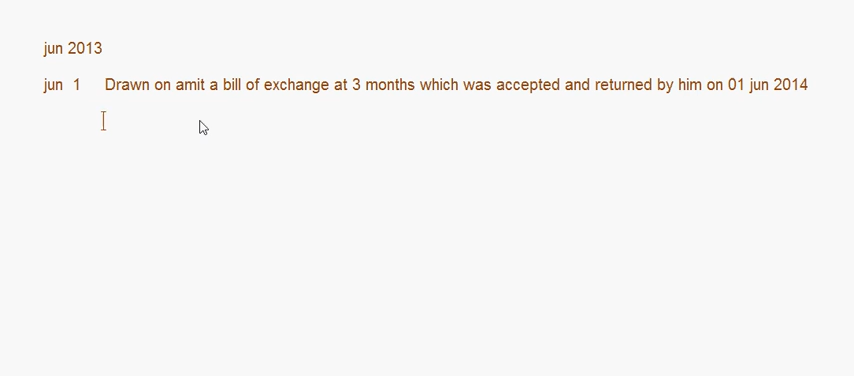 jun 2013
jun 1 Drawn on amit a bill of exchange at 3 months which was accepted and returned by him on 01 jun 2014